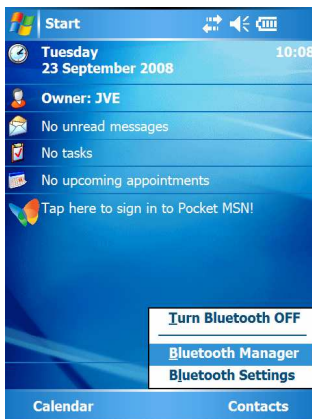 Start
Tuesday 10:08
23 September 2008
Owner: JVE
No unread messages
No tasks
No upcoming appointments
Tap here to sign in to Pocket MSN!
Turn Bluetooth OFF
Bluetooth Manager
Bluetooth Settings
Calendar Contacts